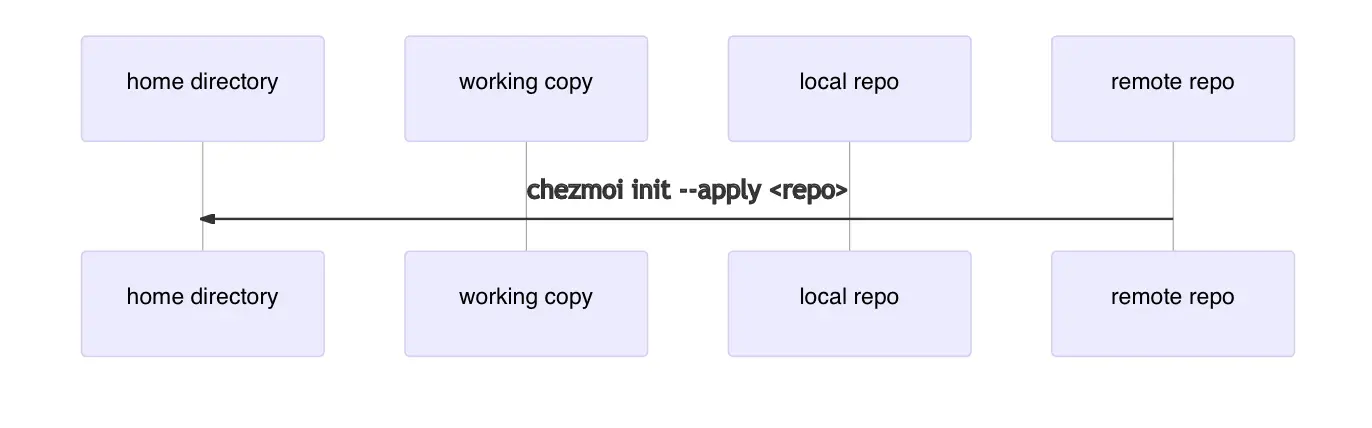 home directory
working copy
local repo
remote repo
chezmoi init --apply <repo>
home directory
working copy
local repo
remote repo